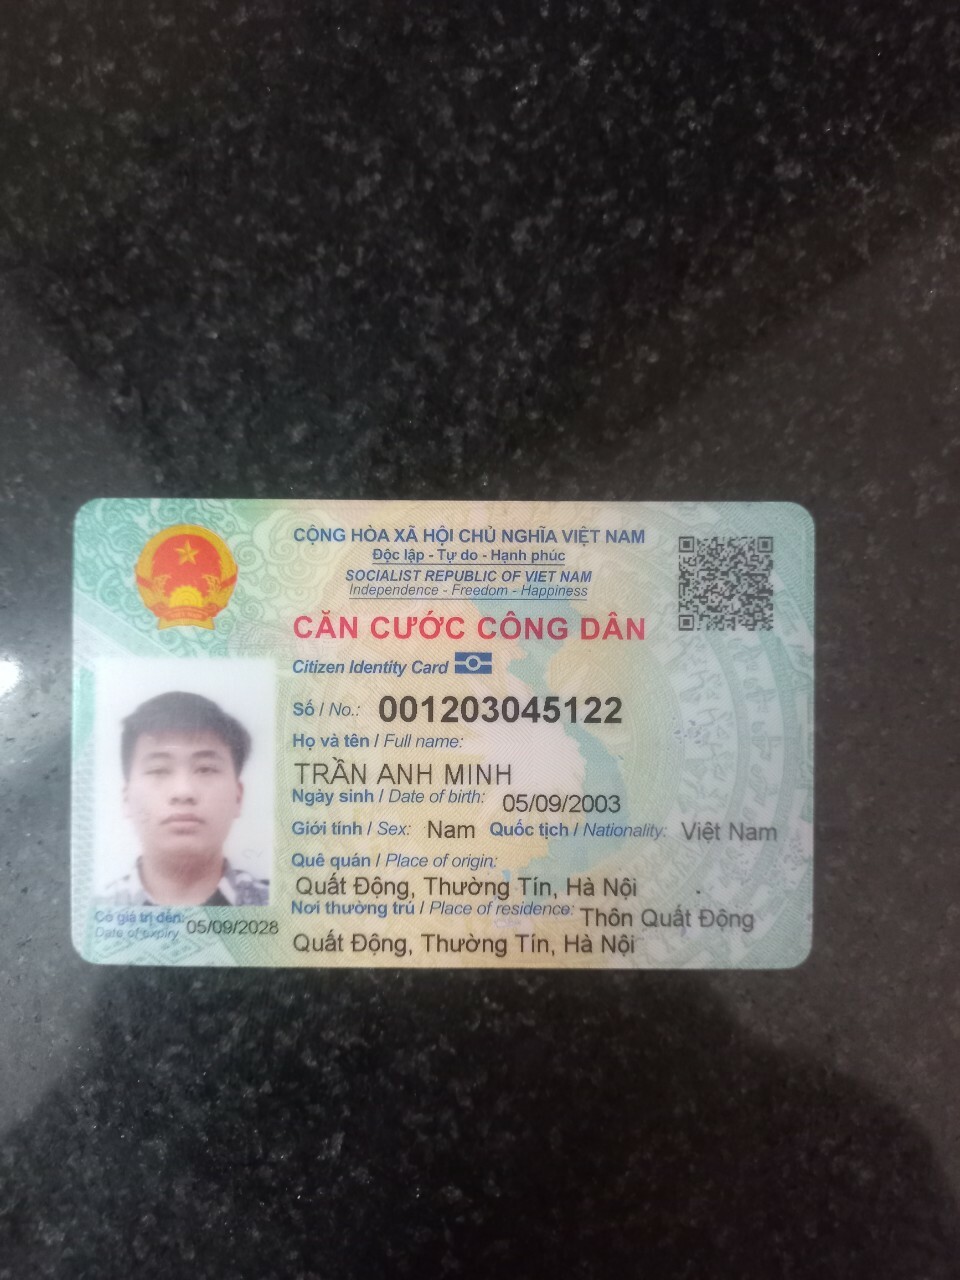 CỘNG HÒA XÃ HỘI CHỦ NGHĨA VIỆT NAM
Độc lập - Tự do - Hạnh phúc
SOCIALIST REPUBLIC OF VIET NAM
Independence - Freedom - Happiness
CĂN CƯỚC CÔNG DÂN
Citizen Identity Card
Số / No.: 001203045122
Họ và tên / Full name:
TRẦN ANH MINH
Ngày sinh / Date of birth: 05/09/2003
Giới tính / Sex: Nam Quốc tịch / Nationality: Việt Nam
Quê quán / Place of origin:
Quất Động, Thường Tín, Hà Nội
Nơi thường trú / Place of residence: Thôn Quất Động
Quất Động, Thường Tín, Hà Nội
Có giá trị đến: 05/09/2028
Date of expiry